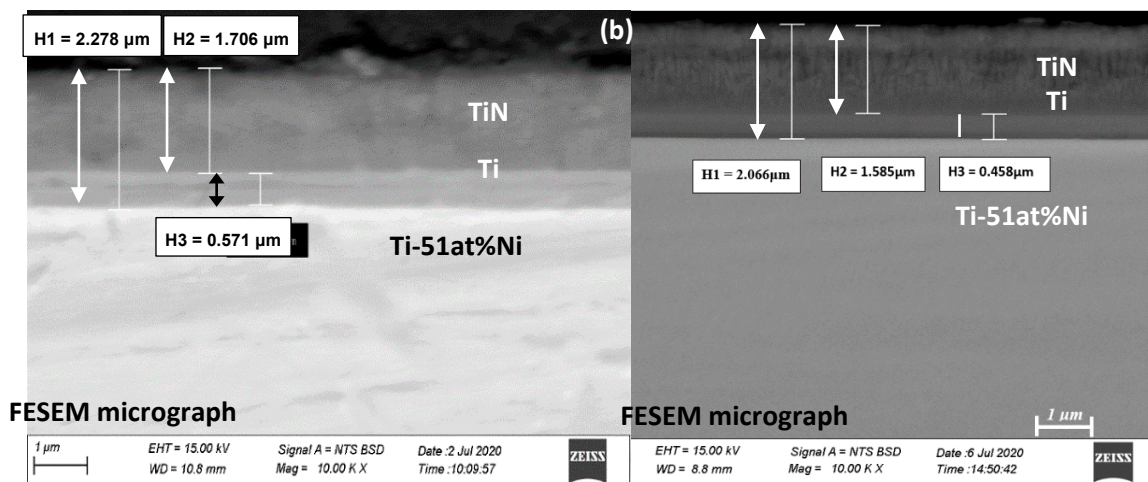 H1 = 2.278 µm
H2 = 1.706 µm
TiN
Ti
H3 = 0.571 µm
Ti-51at%Ni
FESEM micrograph
1 µm
EHT = 15.00 kV
Signal A = NTS BSD
Date :2 Jul 2020
WD = 10.8 mm
Mag = 10.00 K X
Time :10:09:57
ZEISS
(b)
TiN
Ti
H1 = 2.066µm
H2 = 1.585µm
H3 = 0.458µm
Ti-51at%Ni
FESEM micrograph
1 µm
EHT = 15.00 kV
Signal A = NTS BSD
Date :6 Jul 2020
WD = 8.8 mm
Mag = 10.00 K X
Time :14:50:42
ZEISS